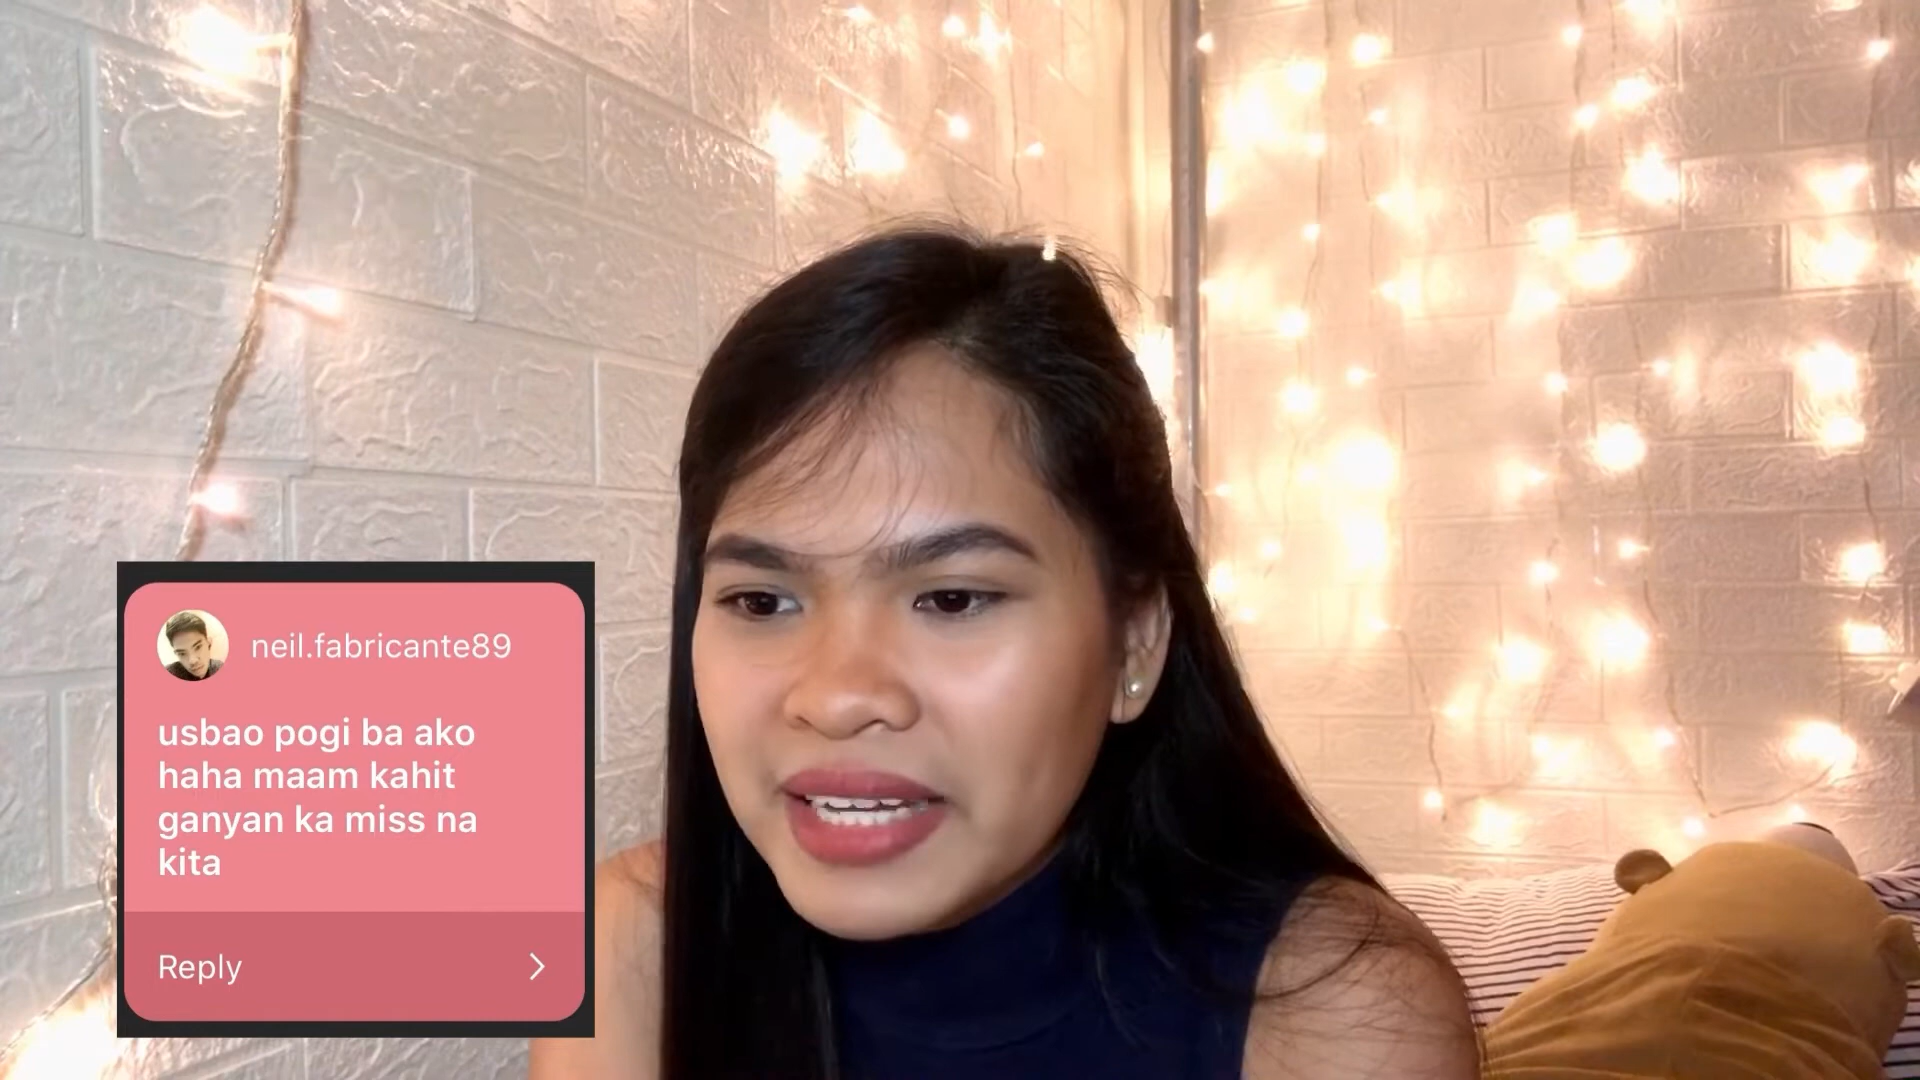 neil.fabricante89
usbao pogi ba ako
haha maam kahit
ganyan ka miss na
kita
Reply